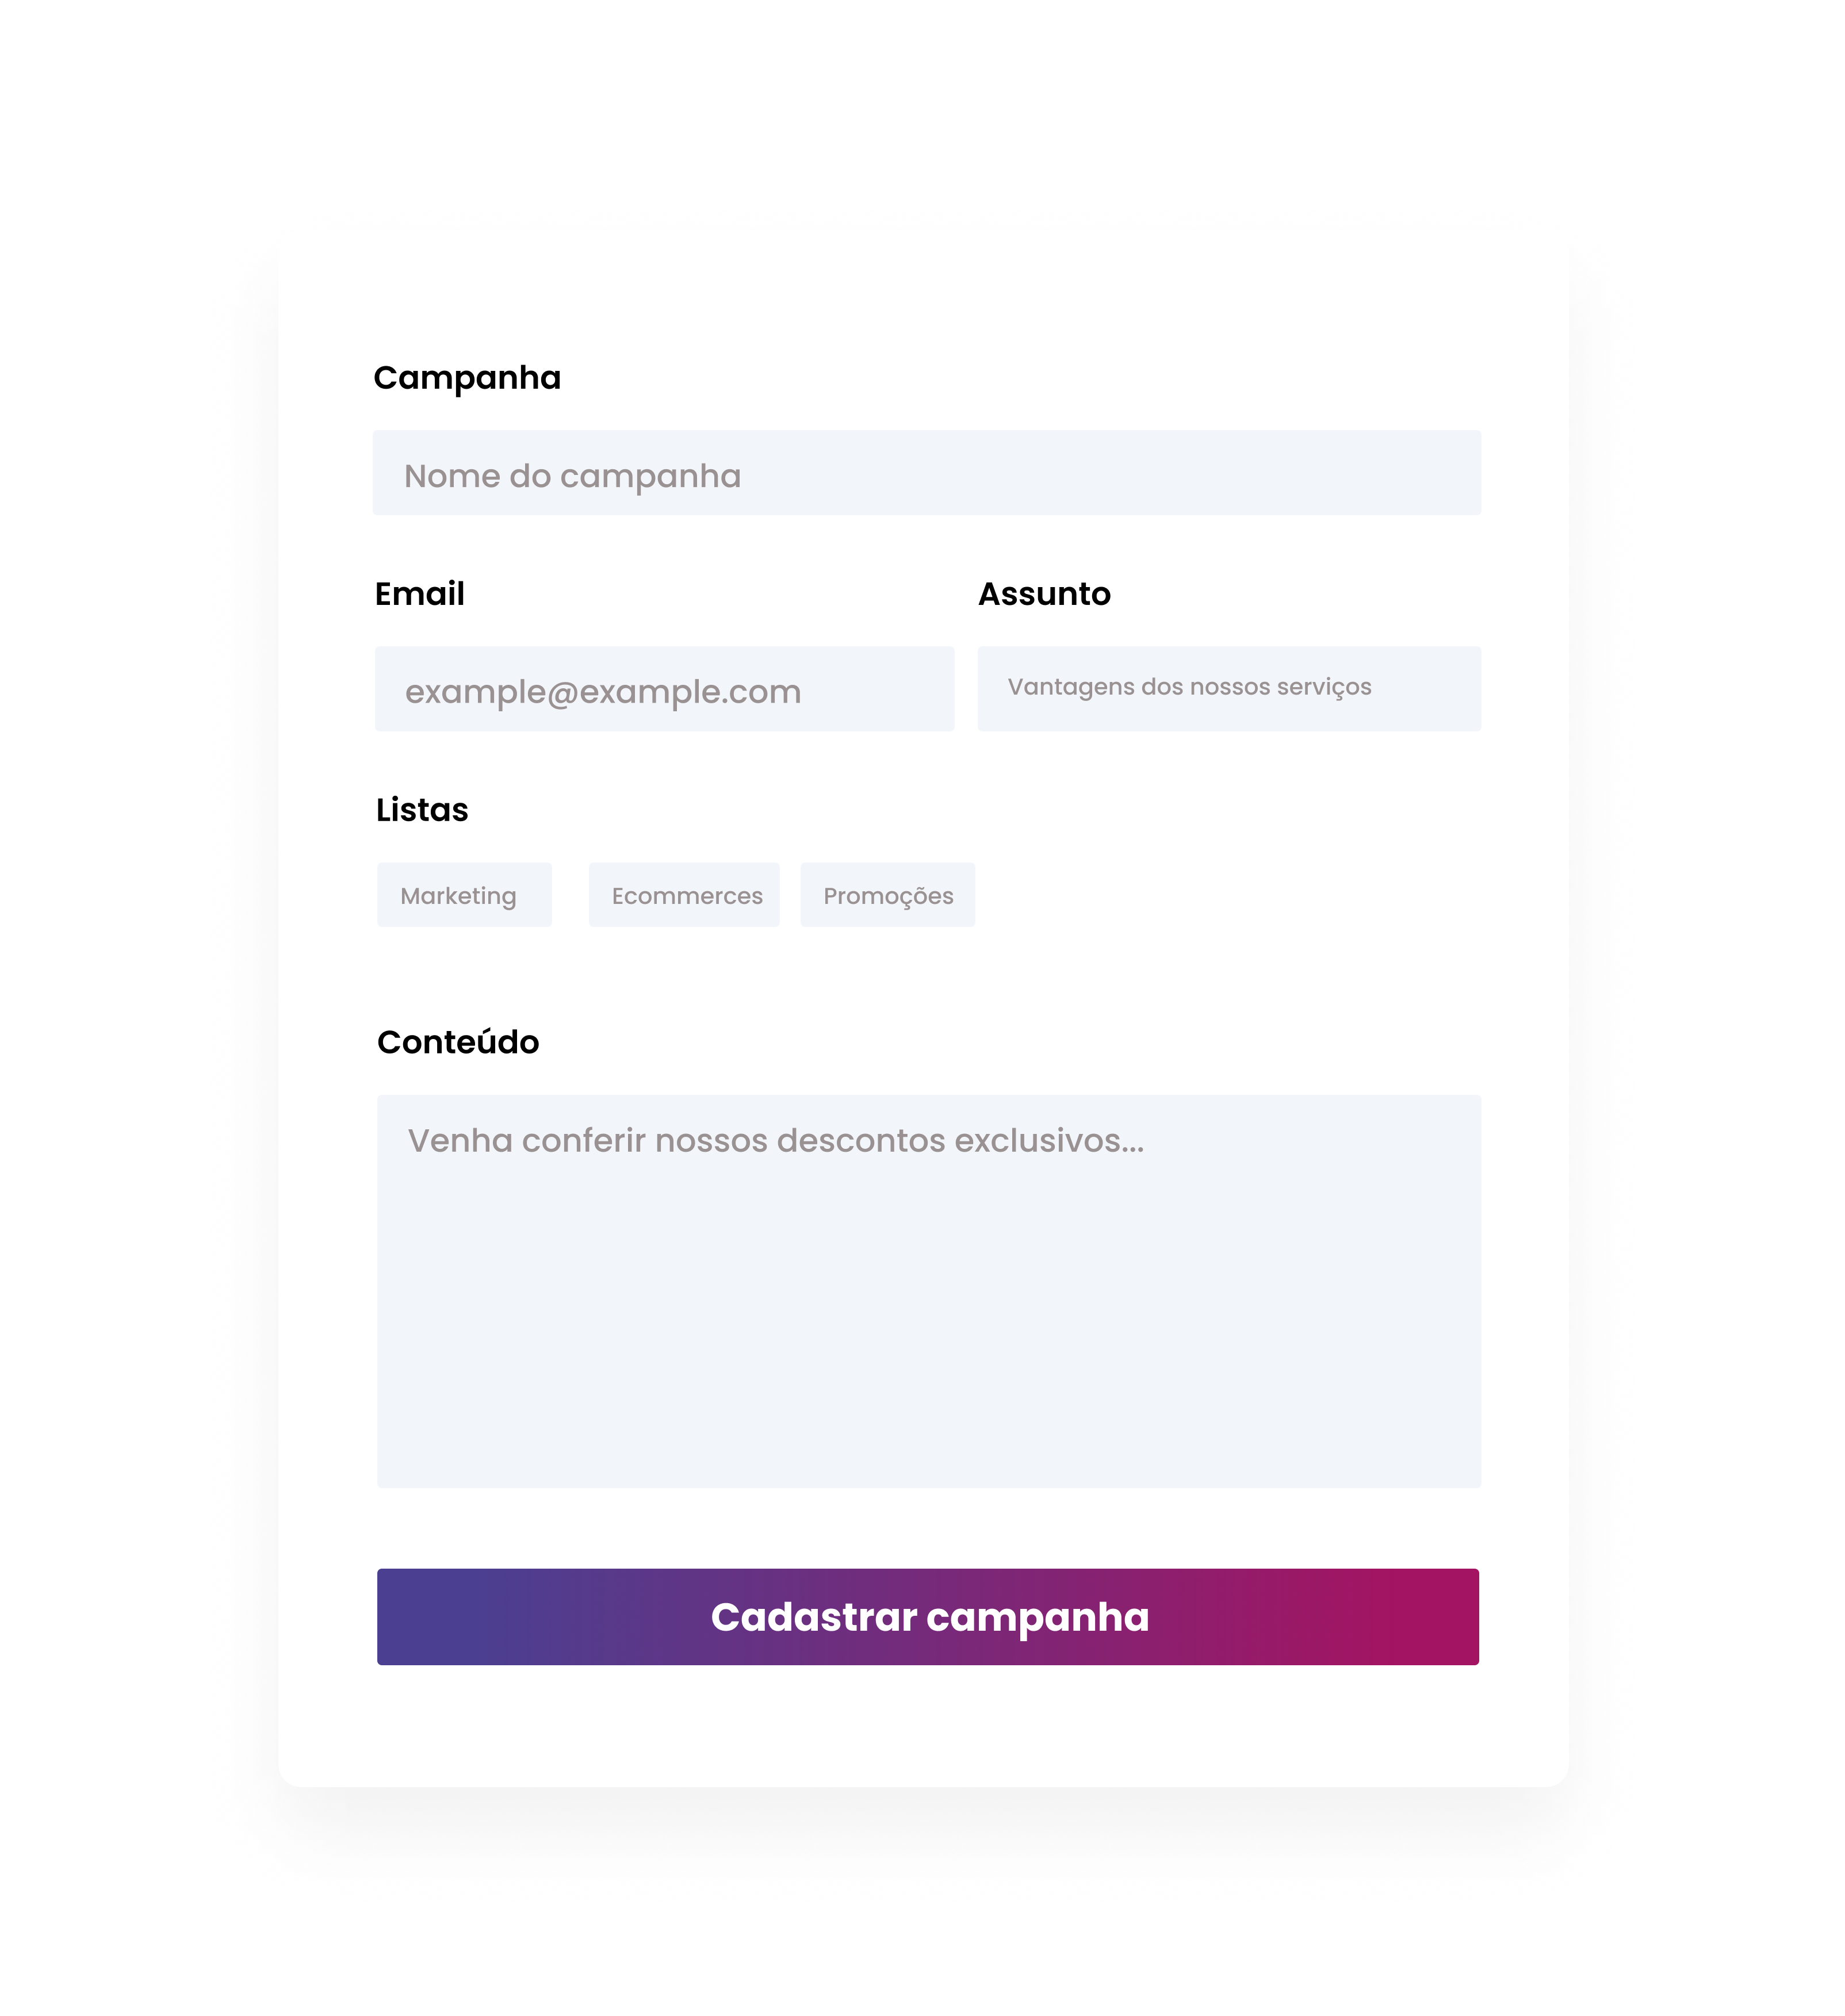 Campanha
Nome do campanha
Email
Assunto
example@example.com
Vantagens dos nossos serviços
Listas
Marketing
Ecommerces
Promoções
Conteúdo
Venha conferir nossos descontos exclusivos...
Cadastrar campanha